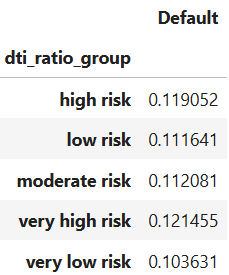 Default
dti_ratio_group
high risk 0.119052
low risk 0.111641
moderate risk 0.112081
very high risk 0.121455
very low risk 0.103631